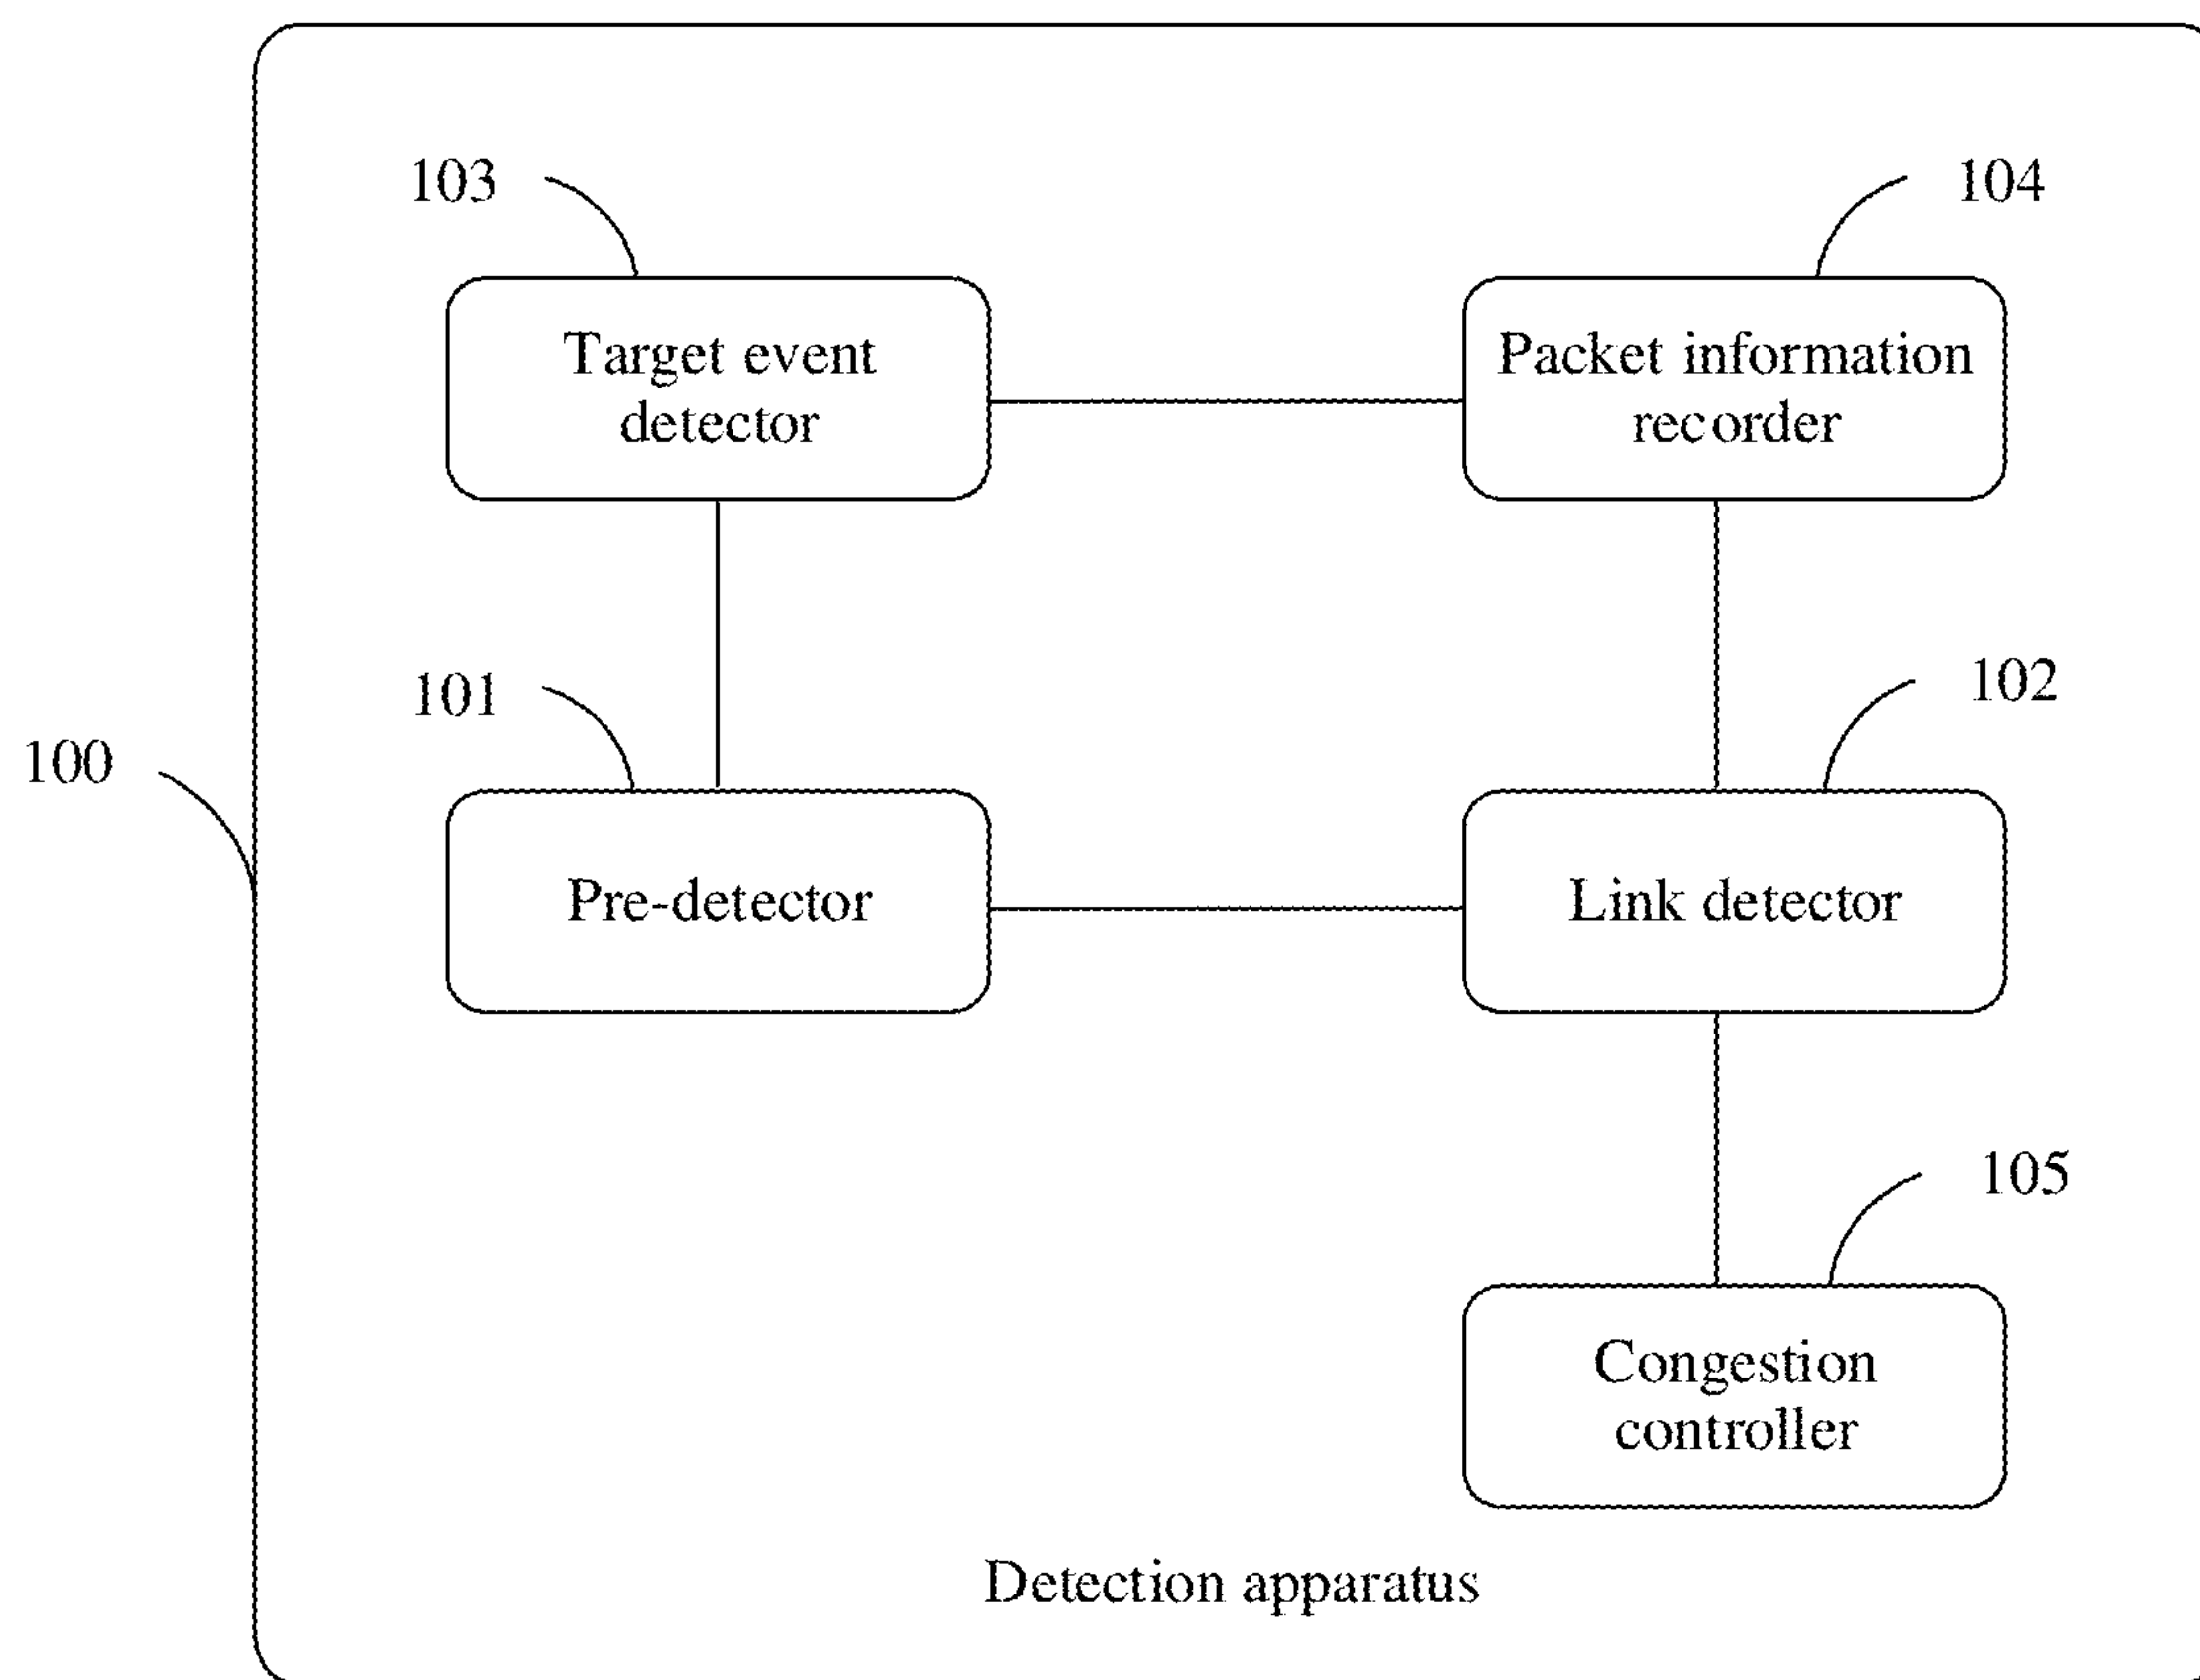 103
104
Target event
detector
Packet information
recorder
101
102
100
Pre-detector
Link detector
105
Congestion
controller
Detection apparatus